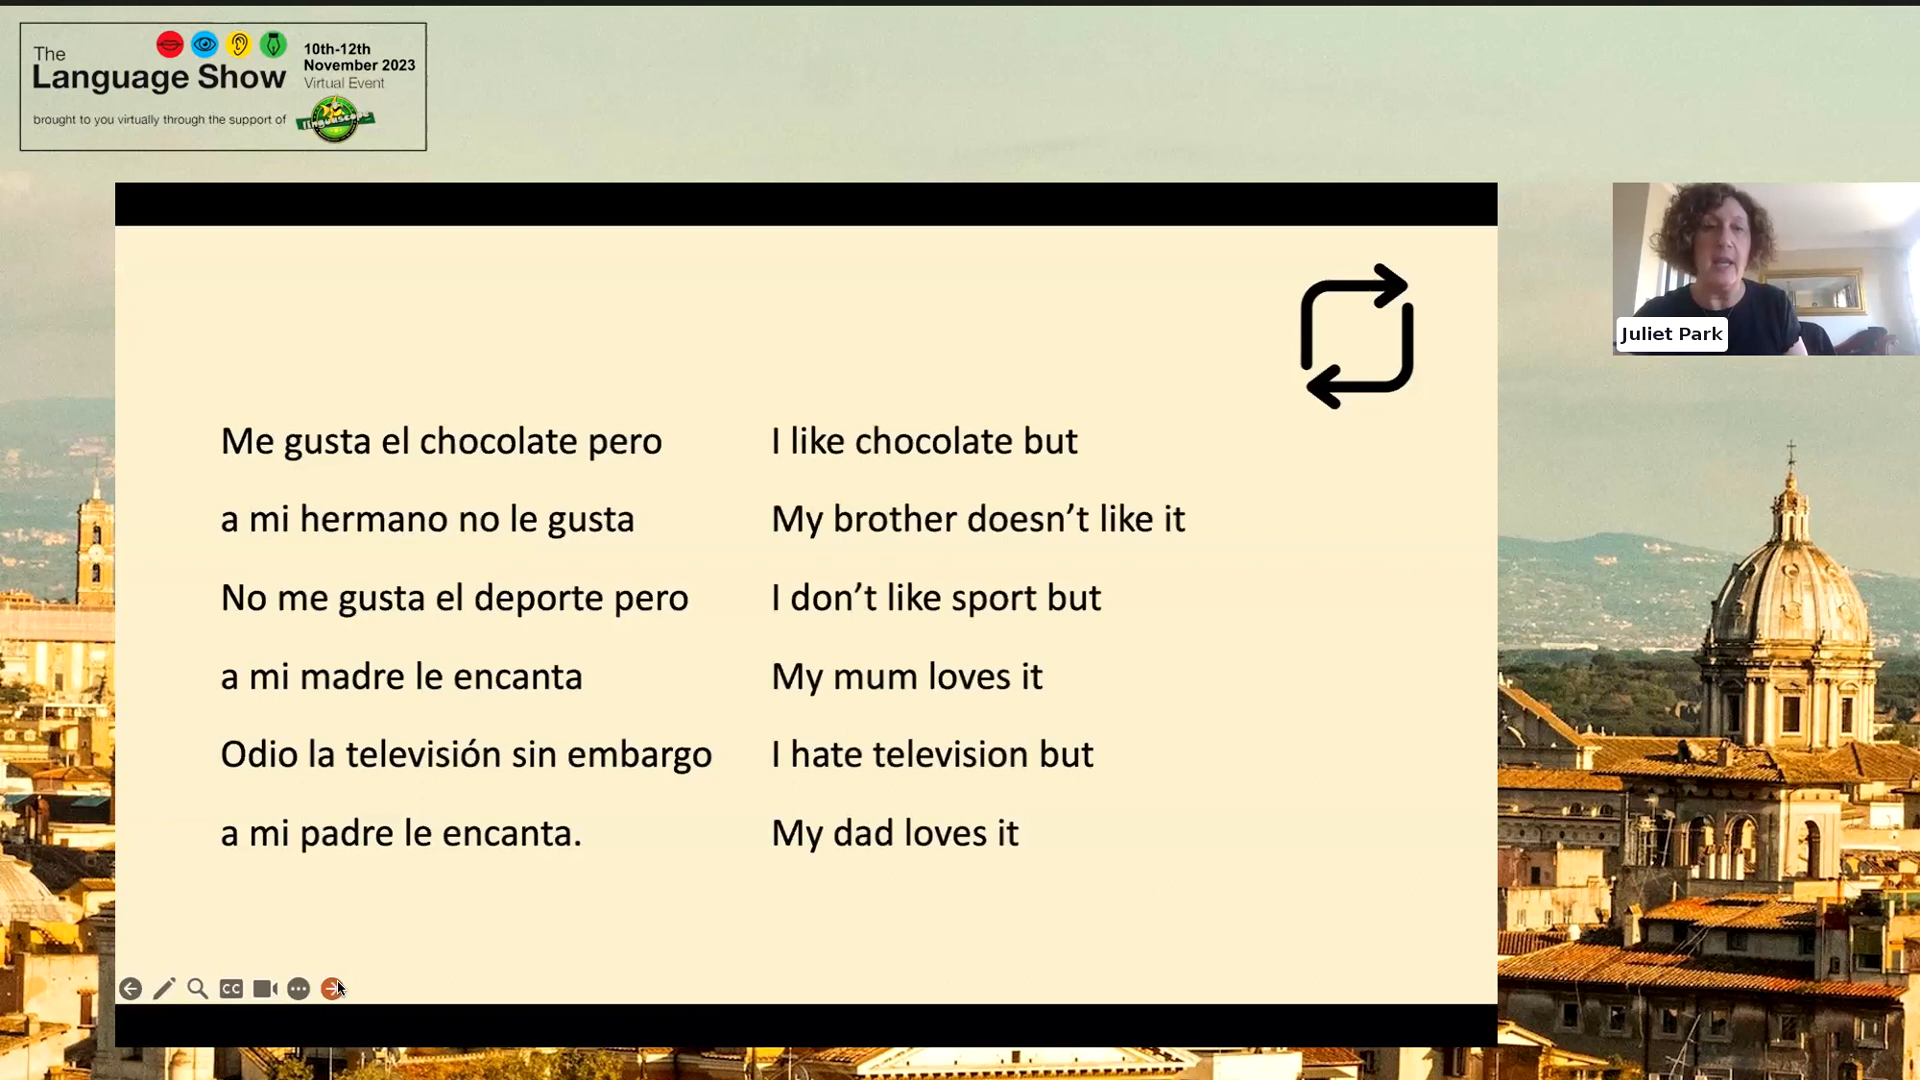 The
Language Show
10th-12th
November 2023
Virtual Event
brought to you virtually through the support of
linguascope
Juliet Park
Me gusta el chocolate pero
I like chocolate but
a mi hermano no le gusta
My brother doesn’t like it
No me gusta el deporte pero
I don’t like sport but
a mi madre le encanta
My mum loves it
Odio la televisión sin embargo
I hate television but
a mi padre le encanta.
My dad loves it
CC